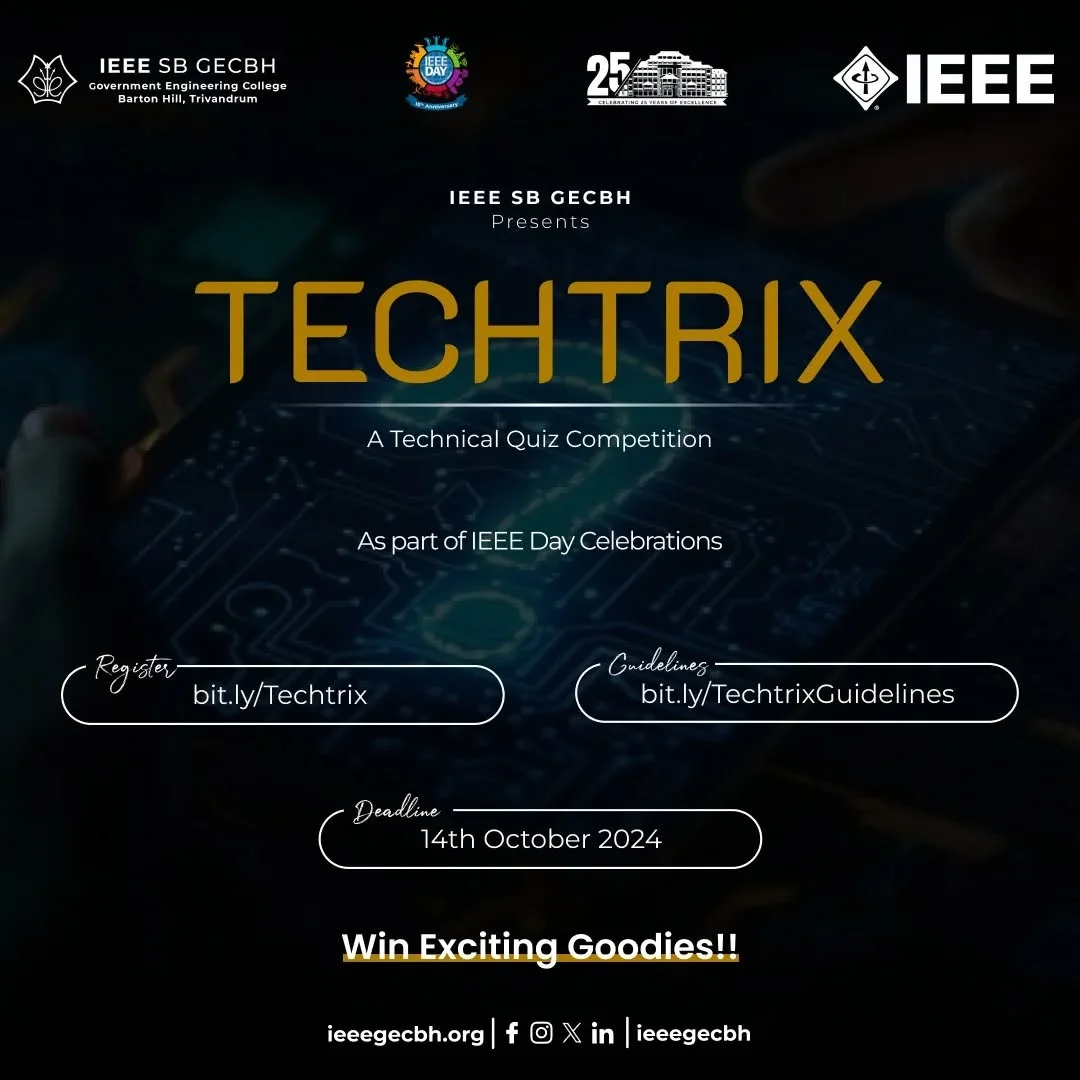 IEEE SB GECBH
Government Engineering College
Barton Hill, Trivandrum
IEEE
DAY
15th Anniversary
25
CELEBRATING 25 YEARS OF EXCELLENCE
IEEE
IEEE SB GECBH
Presents
TECHTRIX
A Technical Quiz Competition
As part of IEEE Day Celebrations
Register
bit.ly/Techtrix
Guidelines
bit.ly/TechtrixGuidelines
Deadline
14th October 2024
Win Exciting Goodies!!
ieeegecbh.org | ieeegecbh